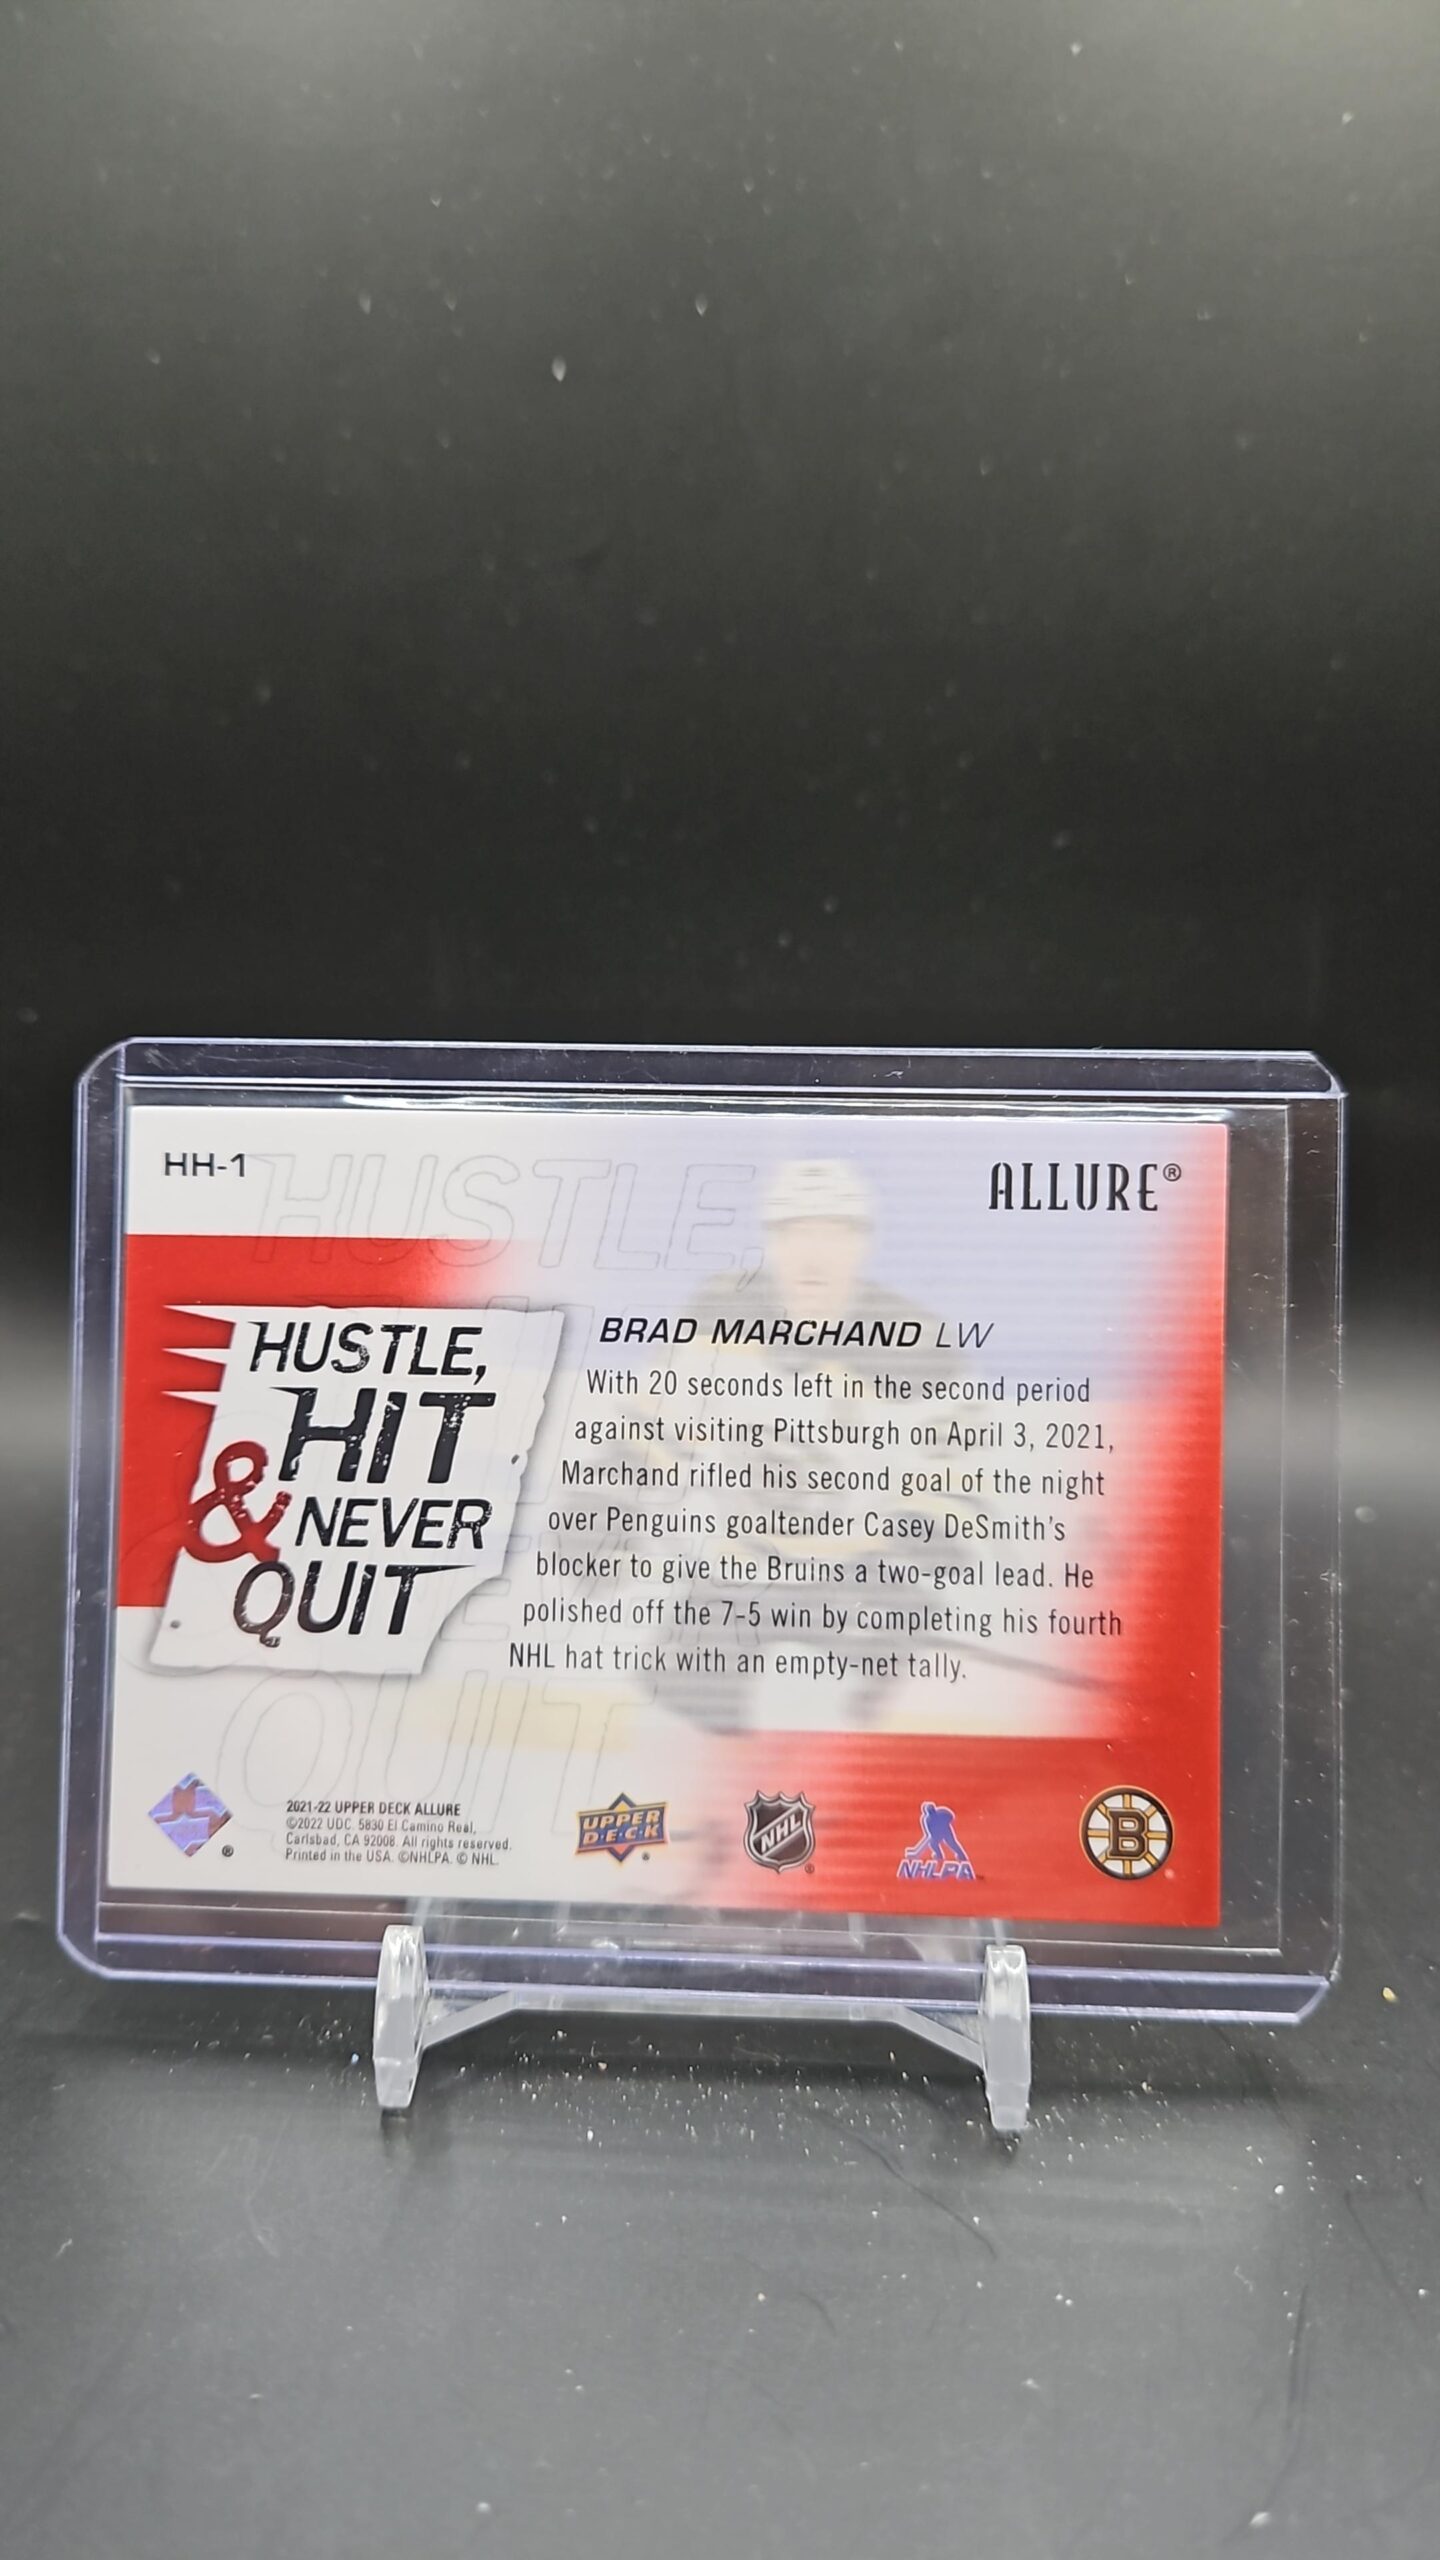 HH-1
ALLURE®
HUSTLE,
HIT
& NEVER
QUIT
HUSTLE,
HIT
& NEVER
QUIT
BRAD MARCHAND LW
With 20 seconds left in the second period
against visiting Pittsburgh on April 3, 2021,
Marchand rifled his second goal of the night
over Penguins goaltender Casey DeSmith's
blocker to give the Bruins a two-goal lead. He
polished off the 7-5 win by completing his fourth
NHL hat trick with an empty-net tally.
®
2021-22 UPPER DECK ALLURE
©2022 UDC. 5830 El Camino Real,
Carlsbad, CA 92008. All rights reserved.
Printed in the USA. ©NHLPA. © NHL.
UPPER
D·E·C·K
®
NHL
®
NHLPA
B